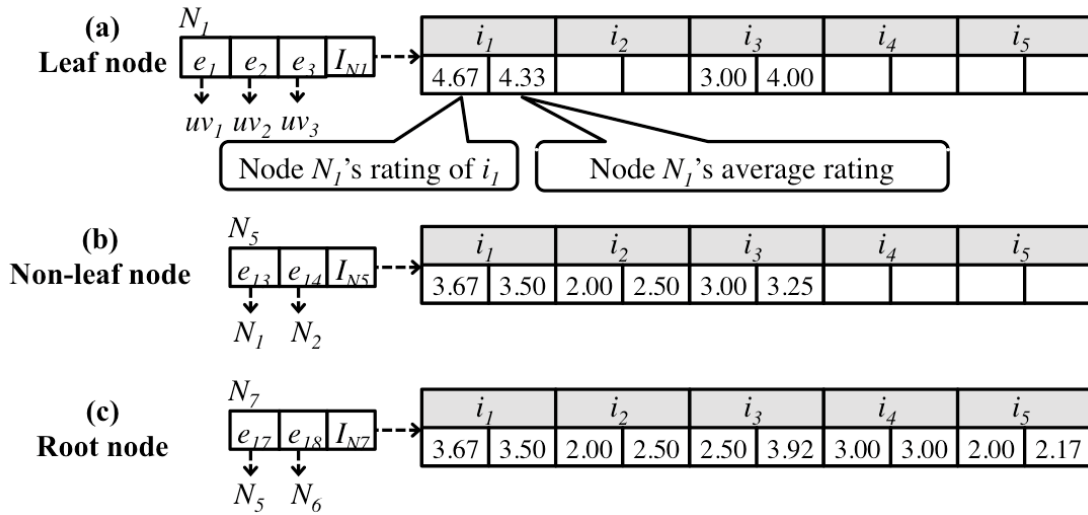 (a)
Leaf node
N1
e1 e2 e3 IN1
uv1 uv2 uv3
i1 i2 i3 i4 i5
4.67 4.33 3.00 4.00
Node N1's rating of i1
Node N1's average rating
(b)
Non-leaf node
N5
e13 e14 IN5
N1 N2
i1 i2 i3 i4 i5
3.67 3.50 2.00 2.50 3.00 3.25
(c)
Root node
N7
e17 e18 IN7
N5 N6
i1 i2 i3 i4 i5
3.67 3.50 2.00 2.50 2.50 3.92 3.00 3.00 2.00 2.17